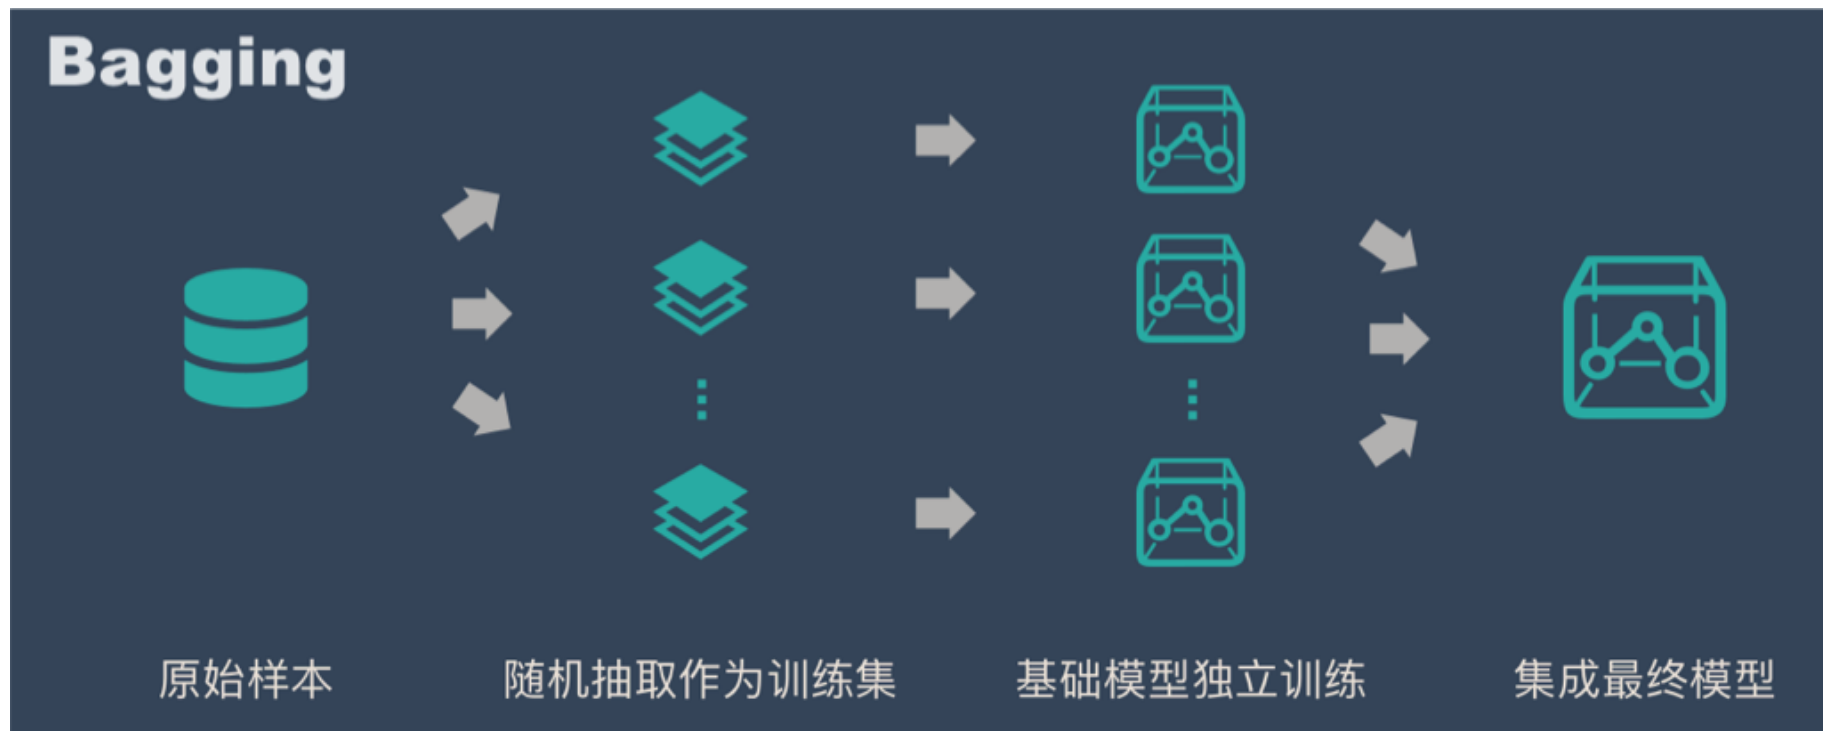 Bagging
原始样本
随机抽取作为训练集
基础模型独立训练
集成最终模型